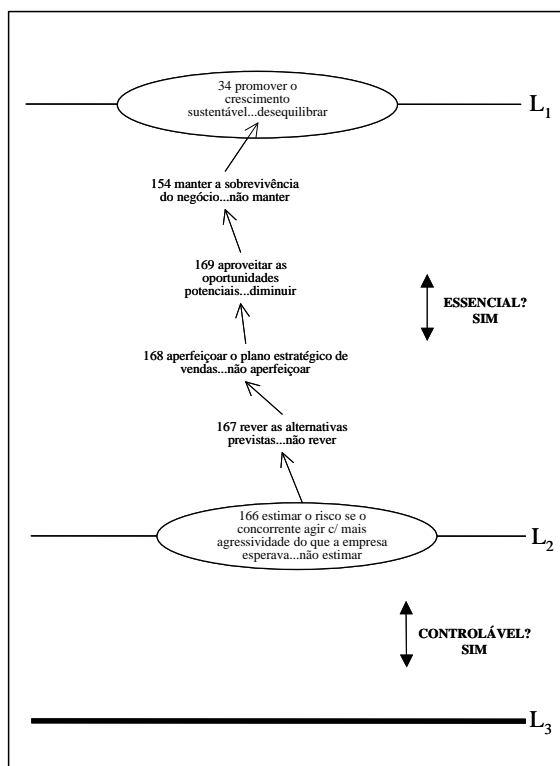 34 promover o
crescimento
sustentável...desequilibrar
L1
154 manter a sobrevivência
do negócio...não manter
169 aproveitar as
oportunidades
potenciais...diminuir
ESSENCIAL?
SIM
168 aperfeiçoar o plano estratégico de
vendas...não aperfeiçoar
167 rever as alternativas
previstas...não rever
166 estimar o risco se o
concorrente agir c/ mais
agressividade do que a empresa
esperava...não estimar
L2
CONTROLÁVEL?
SIM
L3